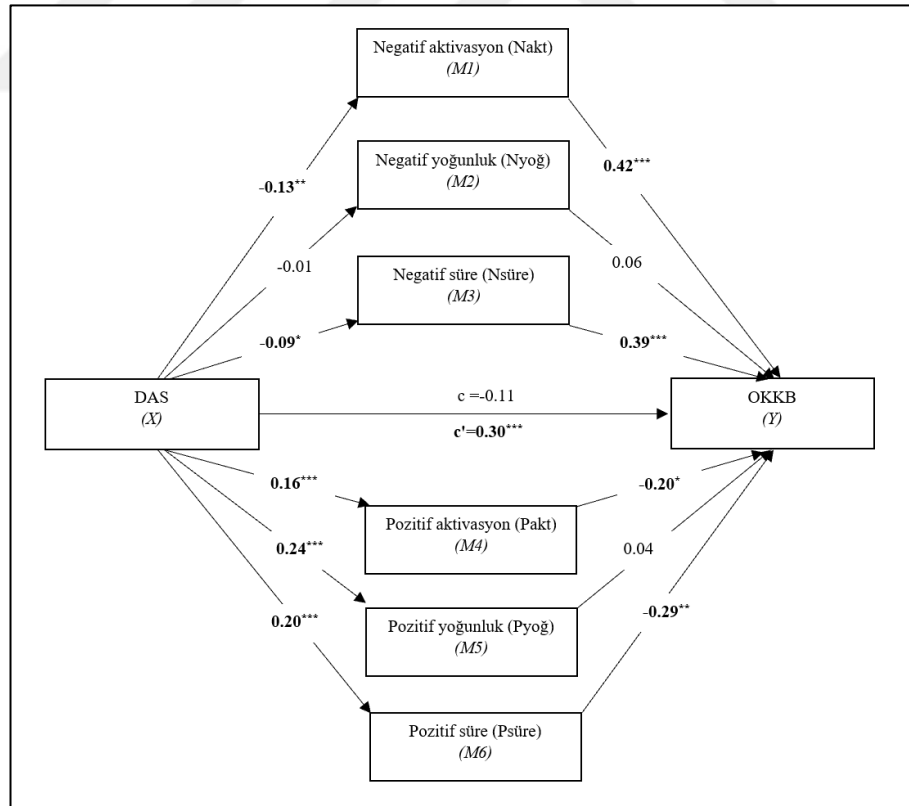 Negatif aktivasyon (Nakt)
(M1)
Negatif yoğunluk (Nyoğ)
(M2)
0.42***
-0.13**
-0.01
0.06
Negatif süre (Nsüre)
(M3)
-0.09*
0.39***
DAS
(X)
c =-0.11
c'=0.30***
OKKB
(Y)
0.16***
-0.20*
Pozitif aktivasyon (Pakt)
(M4)
0.24***
0.04
0.20***
Pozitif yoğunluk (Pyoğ)
(M5)
-0.29**
Pozitif süre (Psüre)
(M6)